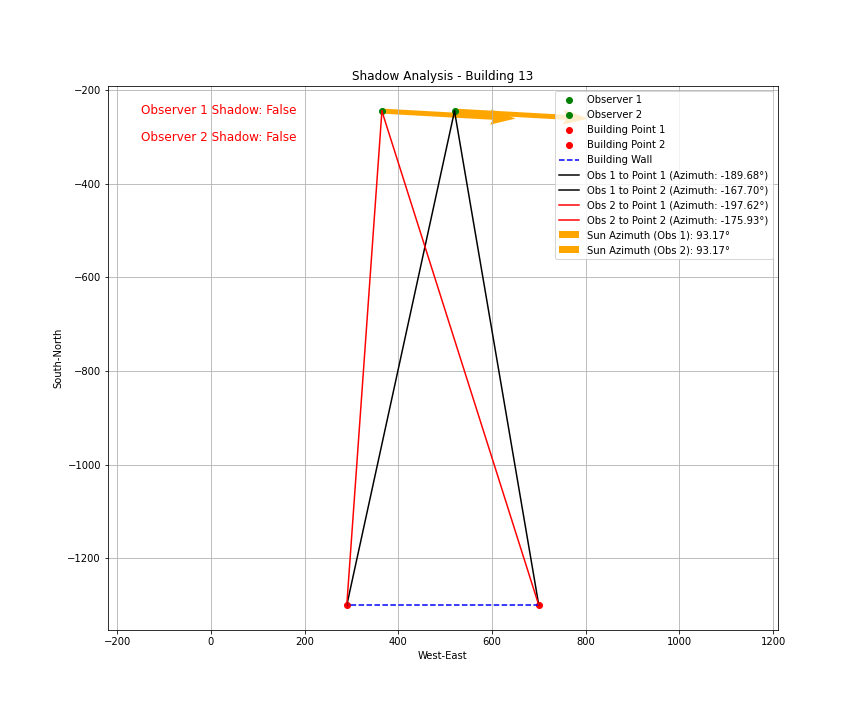 Shadow Analysis - Building 13
Observer 1 Shadow: False
Observer 2 Shadow: False
Observer 1
Observer 2
Building Point 1
Building Point 2
Building Wall
Obs 1 to Point 1 (Azimuth: -189.68°)
Obs 1 to Point 2 (Azimuth: -167.70°)
Obs 2 to Point 1 (Azimuth: -197.62°)
Obs 2 to Point 2 (Azimuth: -175.93°)
Sun Azimuth (Obs 1): 93.17°
Sun Azimuth (Obs 2): 93.17°
South-North
−200
−400
−600
−800
−1000
−1200
−200
0
200
400
600
800
1000
1200
West-East